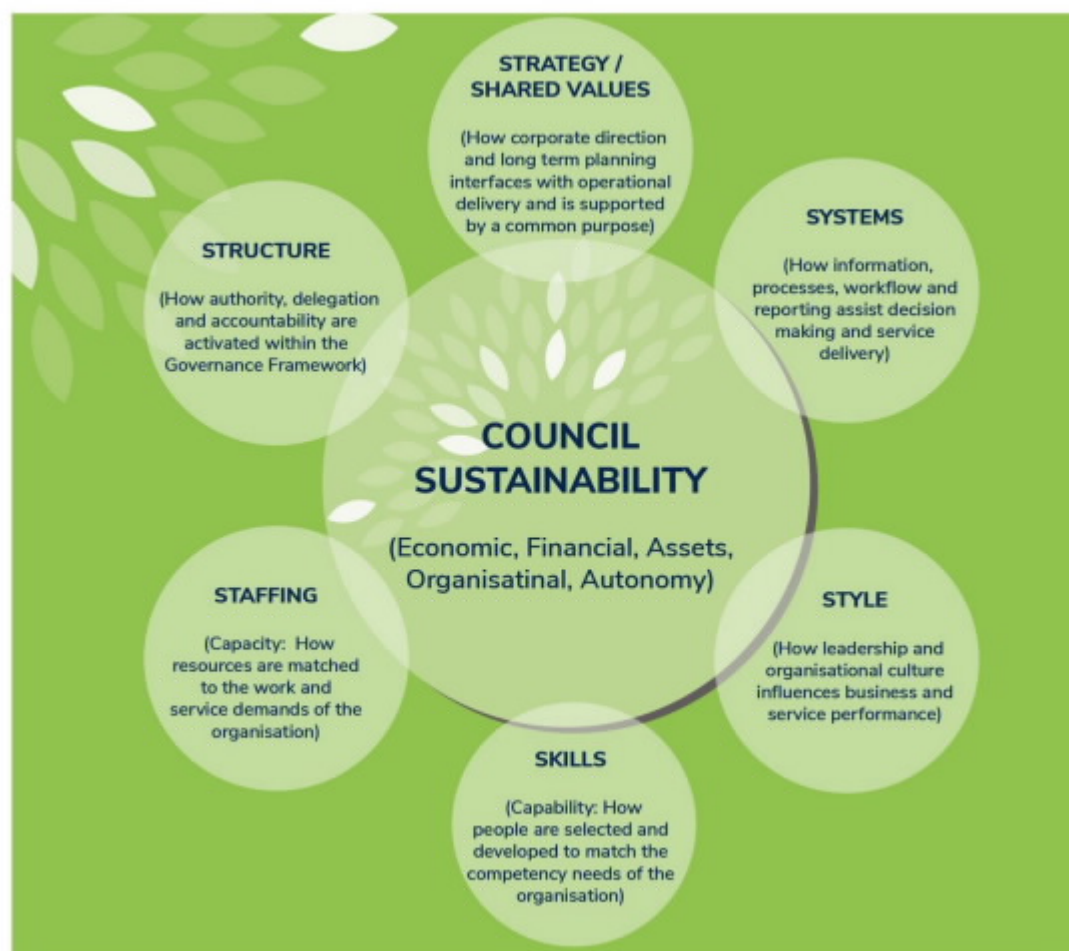 STRATEGY /
SHARED VALUES
(How corporate direction
and long term planning
interfaces with operational
delivery and is supported
by a common purpose)
SYSTEMS
(How information,
processes, workflow and
reporting assist decision
making and service
delivery)
STRUCTURE
(How authority, delegation
and accountability are
activated within the
Governance Framework)
COUNCIL
SUSTAINABILITY
(Economic, Financial, Assets,
Organisatinal, Autonomy)
STAFFING
(Capacity: How
resources are matched
to the work and
service demands of the
organisation)
STYLE
(How leadership and
organisational culture
influences business and
service performance)
SKILLS
(Capability: How
people are selected and
developed to match the
competency needs of the
organisation)